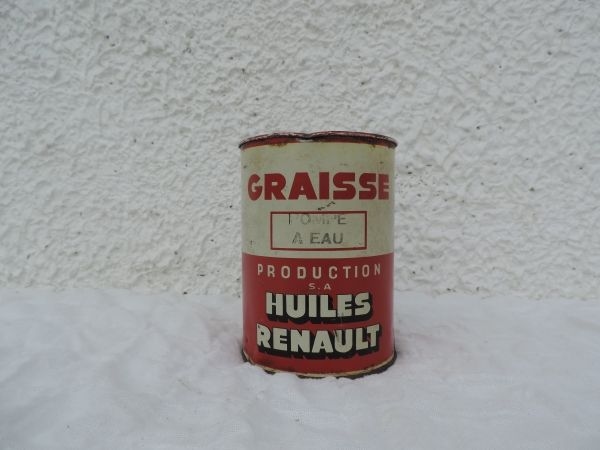 GRAISSE
POMPE
A EAU
PRODUCTION
S.A
HUILES
RENAULT